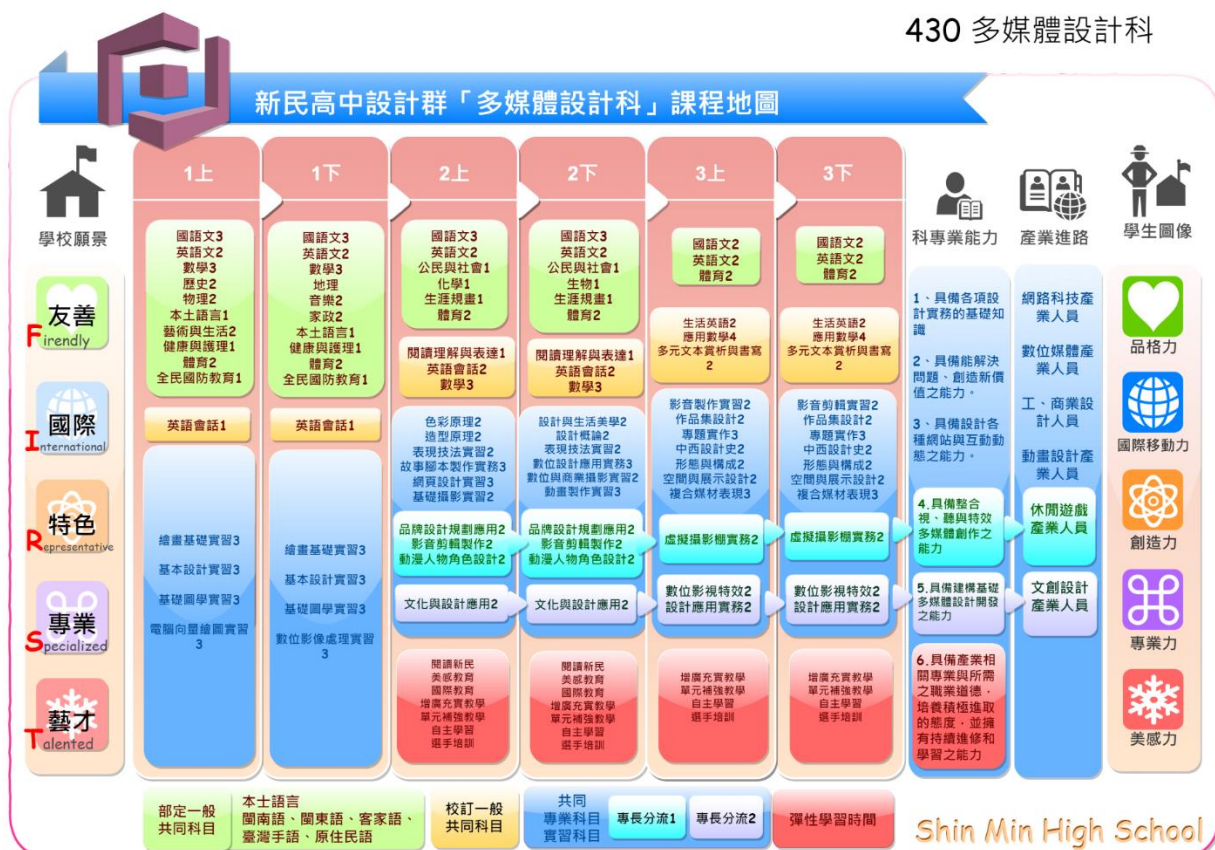 430 多媒體設計科
新民高中設計群「多媒體設計科」課程地圖
學校願景
友善
Firendly
國際
International
特色
Representative
專業
Specialized
藝才
Talented
1上
國語文3
英語文2
數學3
歷史2
物理2
本土語言1
藝術與生活2
健康與護理1
體育2
全民國防教育1
英語會話1
繪畫基礎實習3
基本設計實習3
基礎圖學實習3
電腦向量繪圖實習
3
1下
國語文3
英語文2
數學3
地理
音樂2
家政2
本土語言1
健康與護理1
體育2
全民國防教育1
英語會話1
繪畫基礎實習3
基本設計實習3
基礎圖學實習3
數位影像處理實習
3
2上
國語文3
英語文2
公民與社會1
化學1
生涯規畫1
體育2
閱讀理解與表達1
英語會話2
數學3
色彩原理2
造型原理2
表現技法實習2
故事腳本製作實務3
網頁設計實習3
基礎攝影實習2
品牌設計規劃應用2
影音剪輯製作2
動漫人物角色設計2
文化與設計應用2
閱讀新民
美感教育
國際教育
增廣充實教學
單元補強教學
自主學習
選手培訓
2下
國語文3
英語文2
公民與社會1
生物1
生涯規畫1
體育2
閱讀理解與表達1
英語會話2
數學3
設計與生活美學2
設計概論2
表現技法實習2
數位設計應用實務3
數位與商業攝影實習2
動畫製作實習3
品牌設計規劃應用2
影音剪輯製作2
動漫人物角色設計2
文化與設計應用2
閱讀新民
美感教育
國際教育
增廣充實教學
單元補強教學
自主學習
選手培訓
3上
國語文2
英語文2
體育2
生活英語2
應用數學4
多元文本賞析與書寫
2
影音製作實習2
作品集設計2
專題實作3
中西設計史2
形態與構成2
空間與展示設計2
複合媒材表現3
虛擬攝影棚實務2
數位影視特效2
設計應用實務2
增廣充實教學
單元補強教學
自主學習
選手培訓
3下
國語文2
英語文2
體育2
生活英語2
應用數學4
多元文本賞析與書寫
2
影音剪輯實習2
作品集設計2
專題實作3
中西設計史2
形態與構成2
空間與展示設計2
複合媒材表現3
虛擬攝影棚實務2
數位影視特效2
設計應用實務2
增廣充實教學
單元補強教學
自主學習
選手培訓
科專業能力
1、具備各項設
計實務的基礎知
識
2、具備能解決
問題、創造新價
值之能力。
3、具備設計各
種網站與互動動
態之能力。
4.具備整合
視、聽與特效
多媒體創作之
能力
5.具備建構基礎
多媒體設計開發
之能力
6.具備產業相
關專業與所需
之職業道德，
培養積極進取
的態度，並擁
有持續進修和
學習之能力
產業進路
網路科技產
業人員
數位媒體產
業人員
工、商業設
計人員
動畫設計產
業人員
休閒遊戲
產業人員
文創設計
產業人員
學生圖像
品格力
國際移動力
創造力
專業力
美感力
部定一般
共同科目
本土語言
閩南語、閩東語、客家語、
臺灣手語、原住民語
校訂一般
共同科目
共同
專業科目
實習科目
專長分流1
專長分流2
彈性學習時間
Shin Min High School